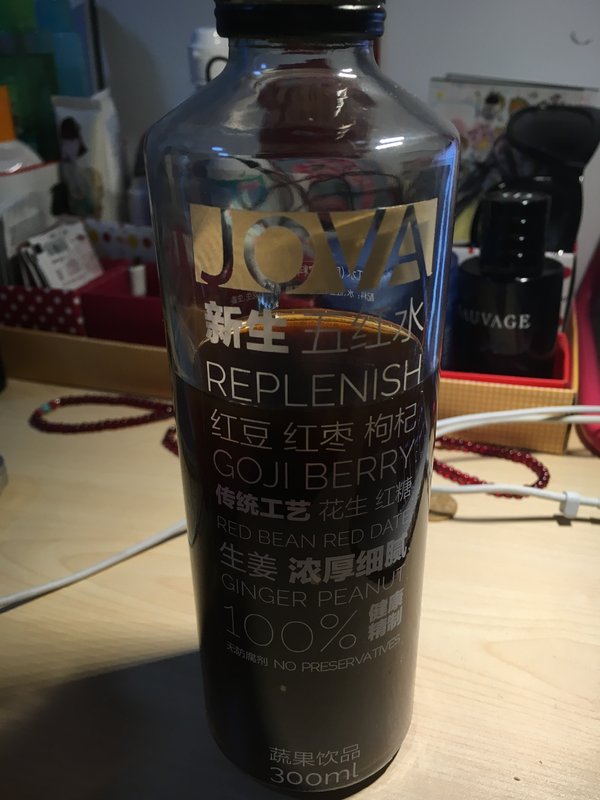 JOVA
新生 五红水
REPLENISH
红豆 红枣 枸杞
GOJI BERRY
传统工艺 花生 红糖
RED BEAN RED DATE
生姜 浓厚细腻
GINGER PEANUT
100% 健康
精制
无防腐剂 NO PRESERVATIVES
蔬果饮品
300ml
AUVAGE